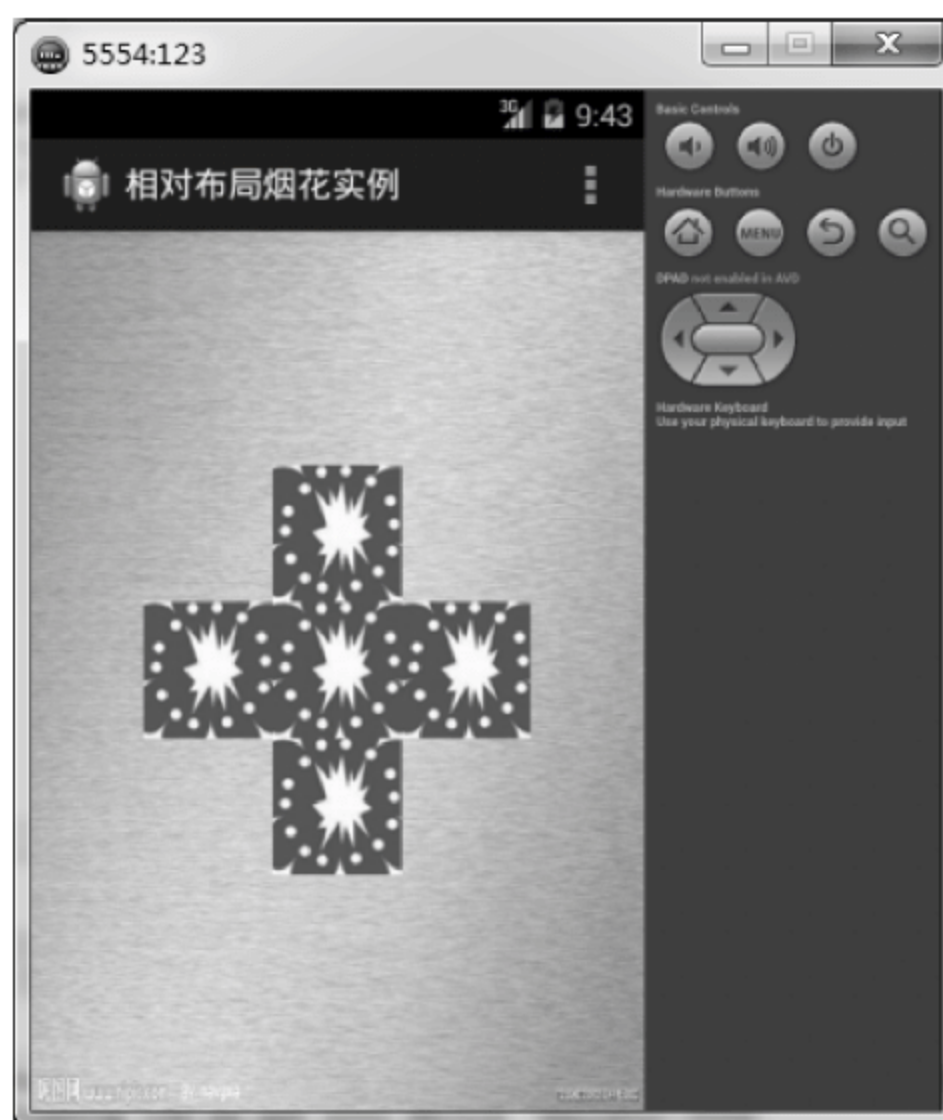 5554:123
3G 9:43
相对布局烟花实例
Basic Controls
Hardware Buttons
MENU
DPAD not enabled in AVD
Hardware Keyboard
Use your physical keyboard to provide input